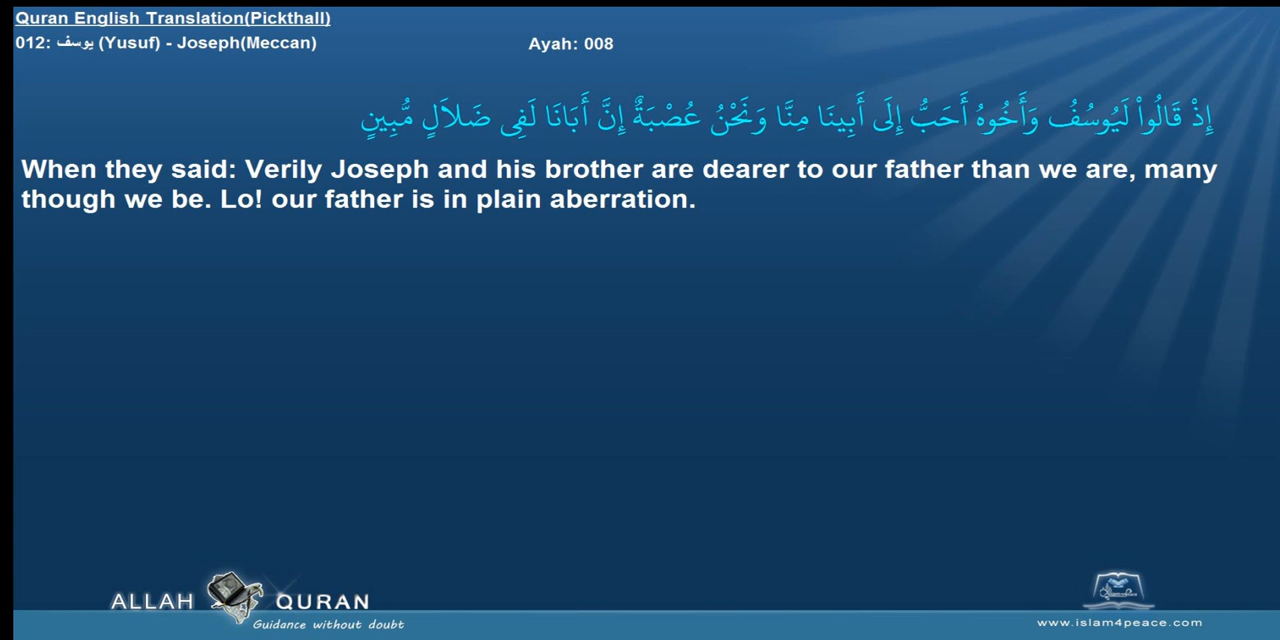 Quran English Translation(Pickthall)
012: يوسف (Yusuf) - Joseph(Meccan)
Ayah: 008
إِذْ قَالُواْ لَيُوسُفُ وَأَخُوهُ أَحَبُّ إِلَى أَبِينَا مِنَّا وَنَحْنُ عُصْبَةٌ إِنَّ أَبَانَا لَفِى ضَلاَلٍ مُّبِينٍ
When they said: Verily Joseph and his brother are dearer to our father than we are, many
though we be. Lo! our father is in plain aberration.
ALLAH QURAN
Guidance without doubt
www.islam4peace.com